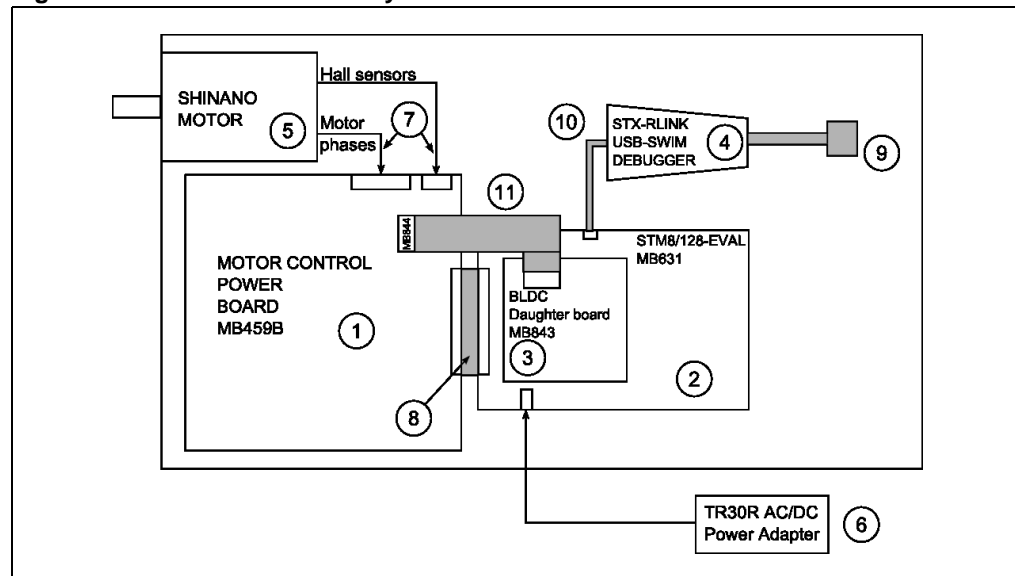 Hall sensors
SHINANO
MOTOR
5
Motor
phases
7
10
STX-RLINK
USB-SWIM
DEBUGGER
4
9
11
MB844
STM8/128-EVAL
MB631
MOTOR CONTROL
POWER
BOARD
MB459B
1
BLDC
Daughter board
MB843
3
2
8
TR30R AC/DC
Power Adapter
6